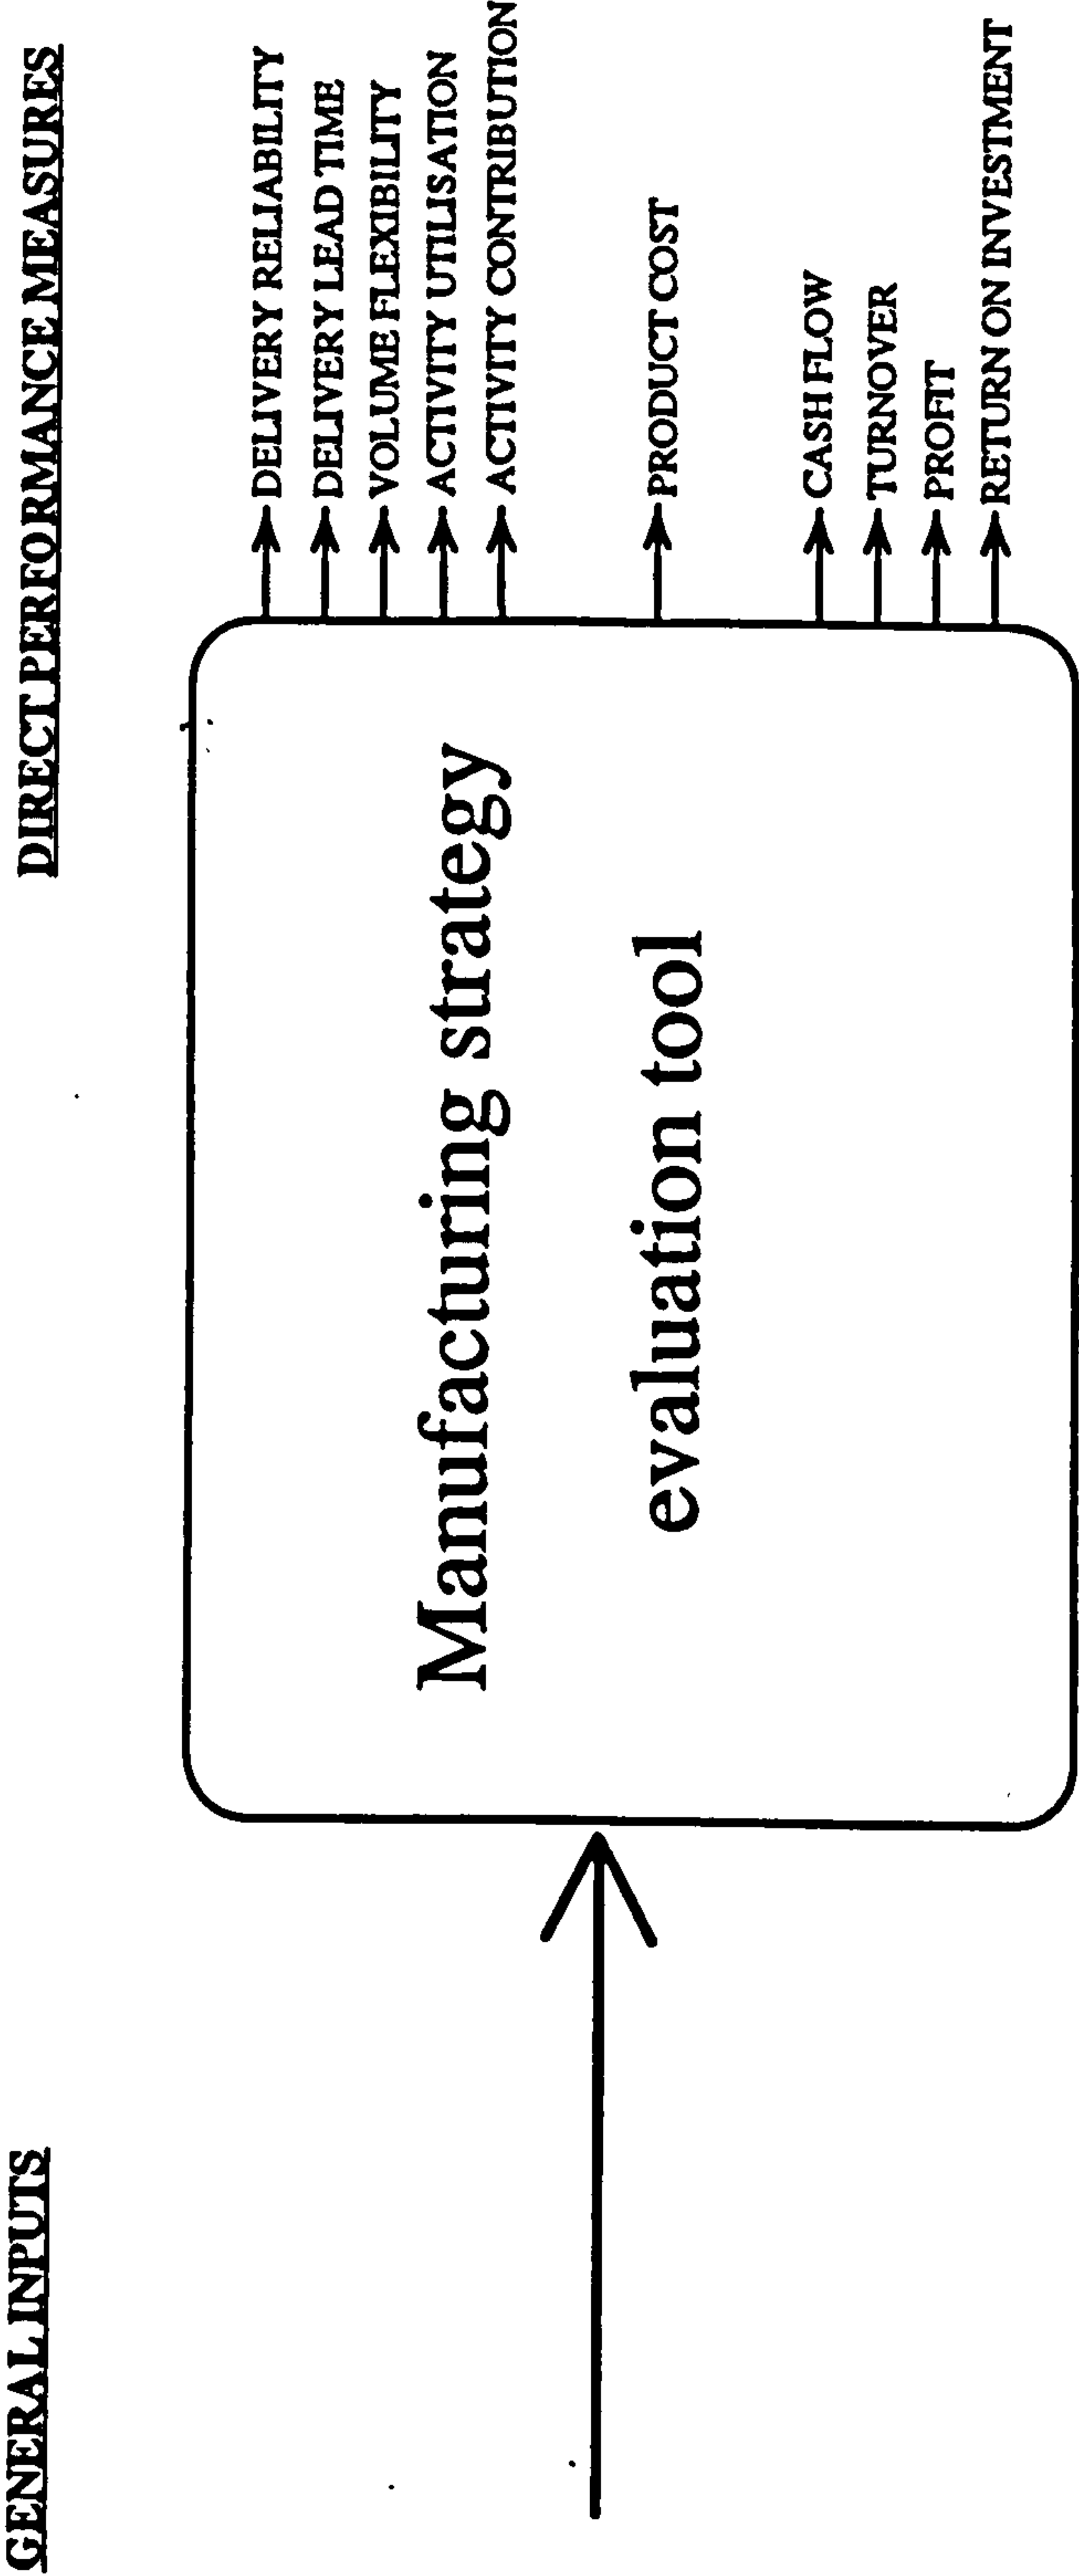 GENERAL INPUTS
DIRECT PERFORMANCE MEASURES
Manufacturing strategy
evaluation tool
DELIVERY RELIABILITY
DELIVERY LEAD TIME
VOLUME FLEXIBILITY
ACTIVITY UTILISATION
ACTIVITY CONTRIBUTION
PRODUCT COST
CASH FLOW
TURNOVER
PROFIT
RETURN ON INVESTMENT